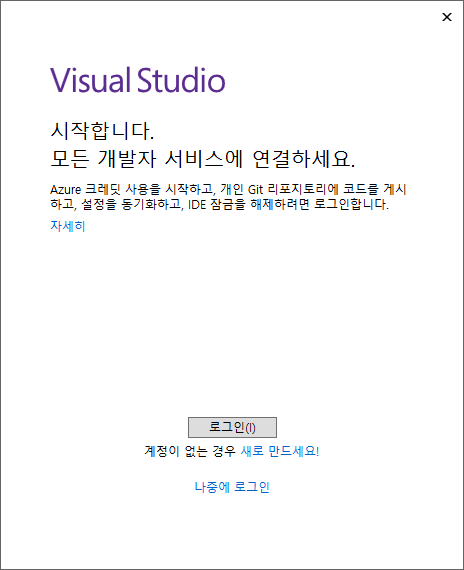 Visual Studio
시작합니다.
모든 개발자 서비스에 연결하세요.
Azure 크레딧 사용을 시작하고, 개인 Git 리포지토리에 코드를 게시
하고, 설정을 동기화하고, IDE 잠금을 해제하려면 로그인합니다.
자세히
로그인(I)
계정이 없는 경우 새로 만드세요!
나중에 로그인